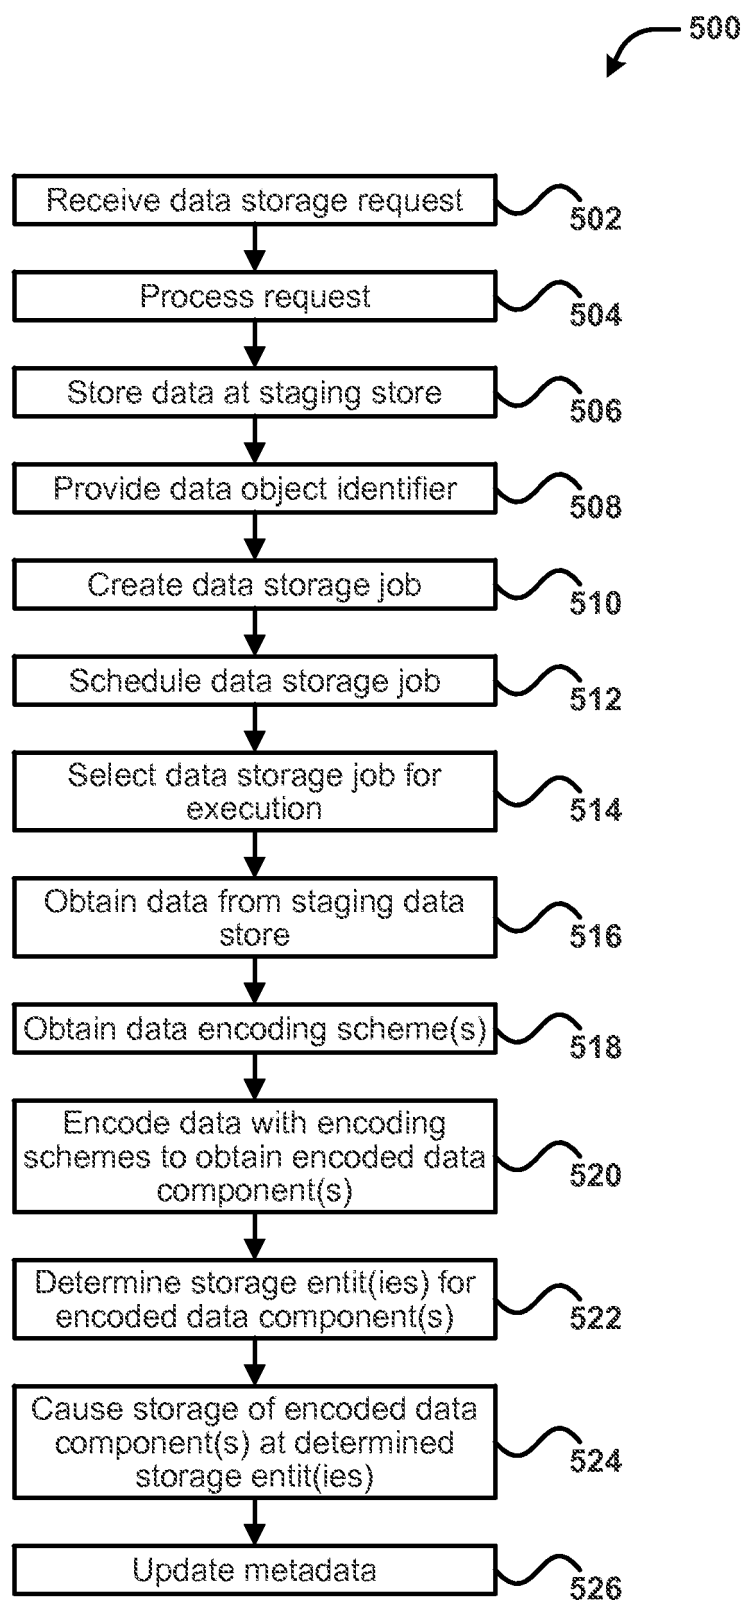 500
Receive data storage request
502
Process request
504
Store data at staging store
506
Provide data object identifier
508
Create data storage job
510
Schedule data storage job
512
Select data storage job for
execution
514
Obtain data from staging data
store
516
Obtain data encoding scheme(s)
518
Encode data with encoding
schemes to obtain encoded data
component(s)
520
Determine storage entit(ies) for
encoded data component(s)
522
Cause storage of encoded data
component(s) at determined
storage entit(ies)
524
Update metadata
526